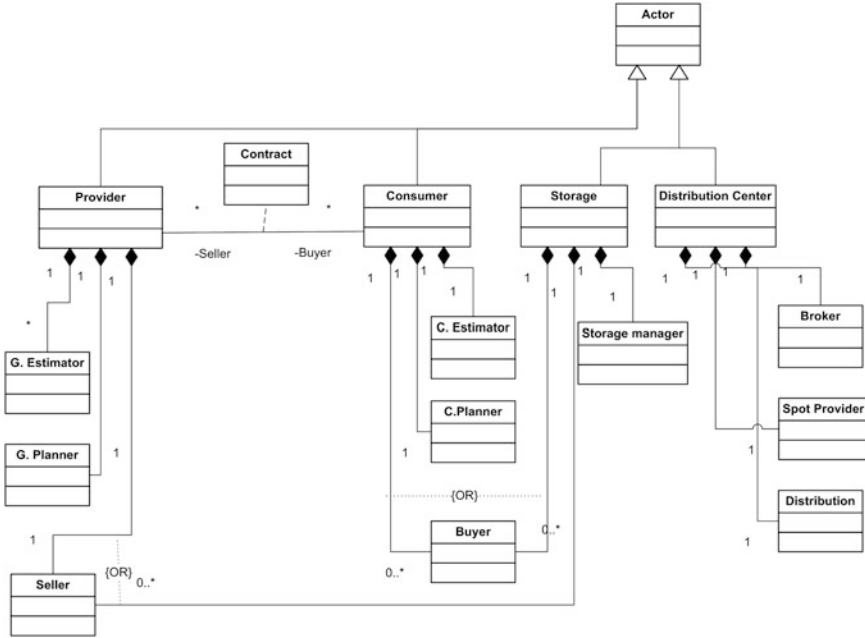 Actor
Contract
Provider
Consumer
Storage
Distribution Center
*
*
-Seller
-Buyer
1
1
1
1
1
1
1
1
1
1
1
1
1
*
C. Estimator
Storage manager
Broker
G. Estimator
C.Planner
Spot Provider
G. Planner
1
1
1
{OR}
Distribution
Buyer
0..*
1
1
{OR}
0..*
0..*
Seller